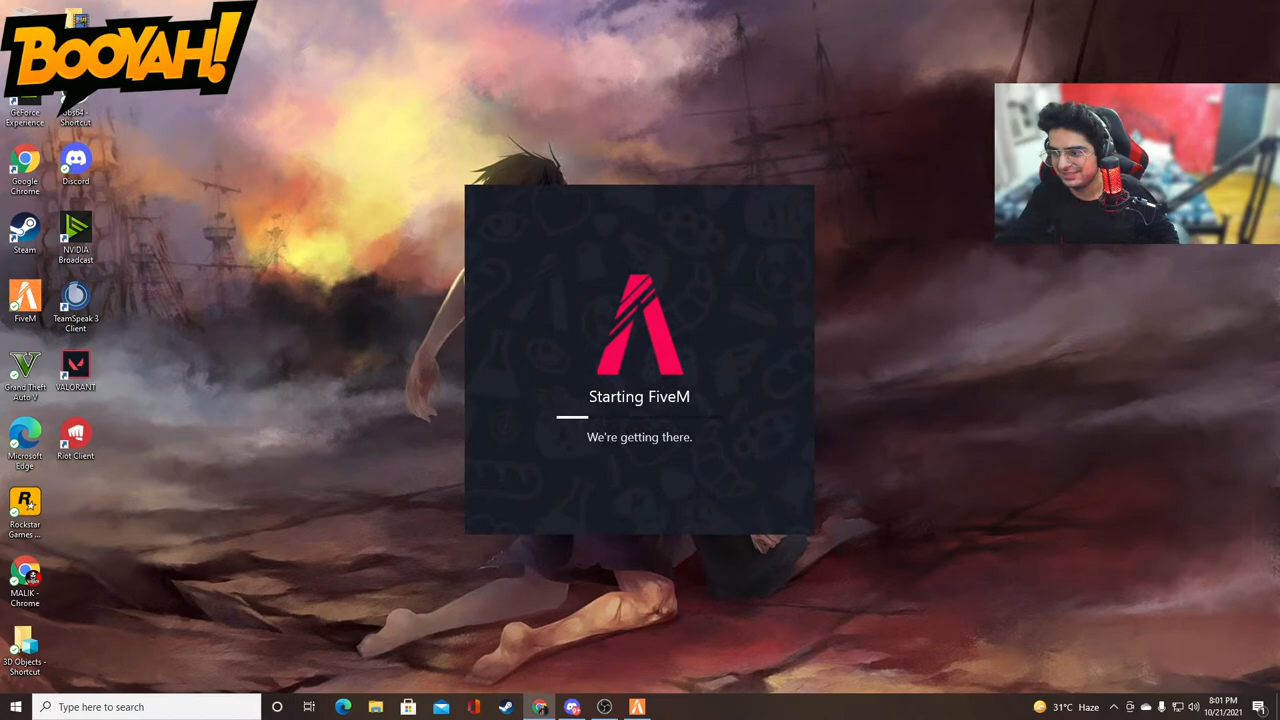 BOOYAH!
GeForce
Experience
obs64 -
Shortcut
Google
Chrome
Discord
Steam
NVIDIA
Broadcast
FiveM
TeamSpeak 3
Client
Grand Theft
Auto V
VALORANT
Microsoft
Edge
Riot Client
Rockstar
Games ...
MALIK -
Chrome
3D Objects -
Shortcut
Starting FiveM
We're getting there.
Type here to search
31°C Haze
8:01 PM
10/21/2021